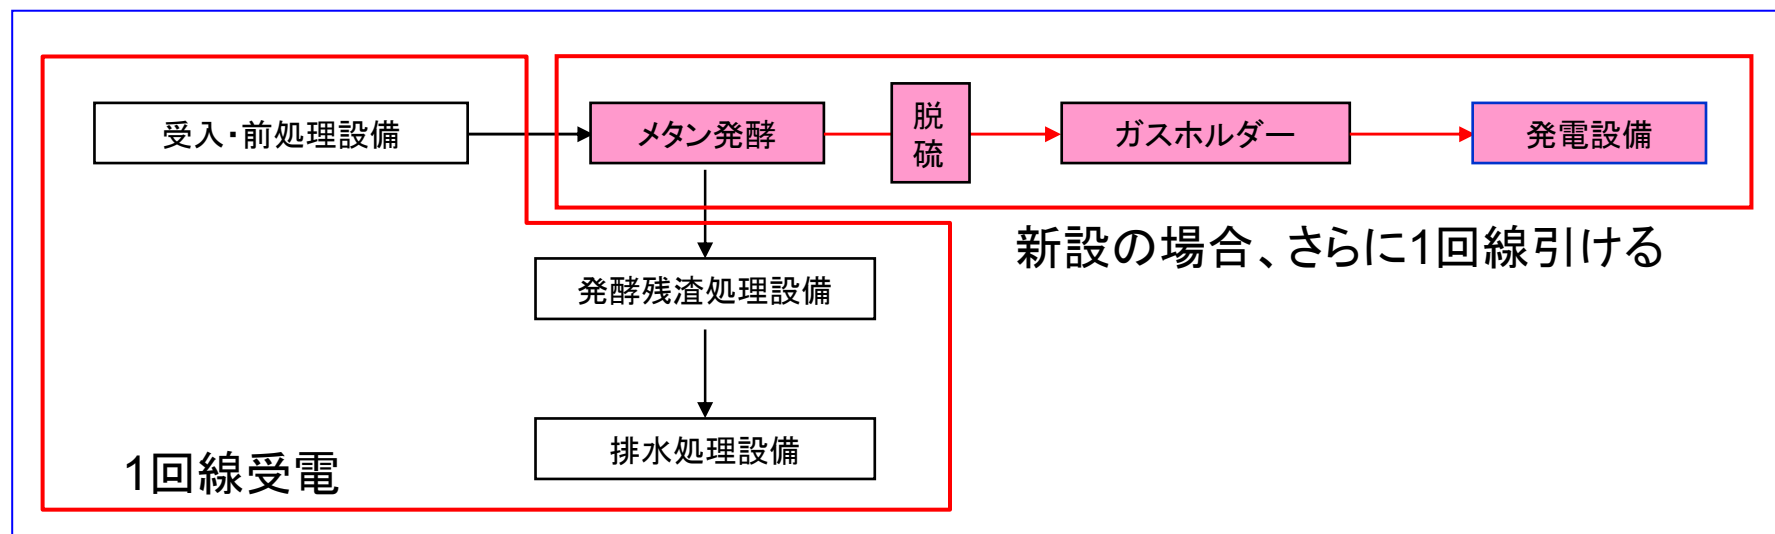 受入・前処理設備
メタン発酵
脱
硫
ガスホルダー
発電設備
新設の場合、さらに1回線引ける
発酵残渣処理設備
排水処理設備
1回線受電